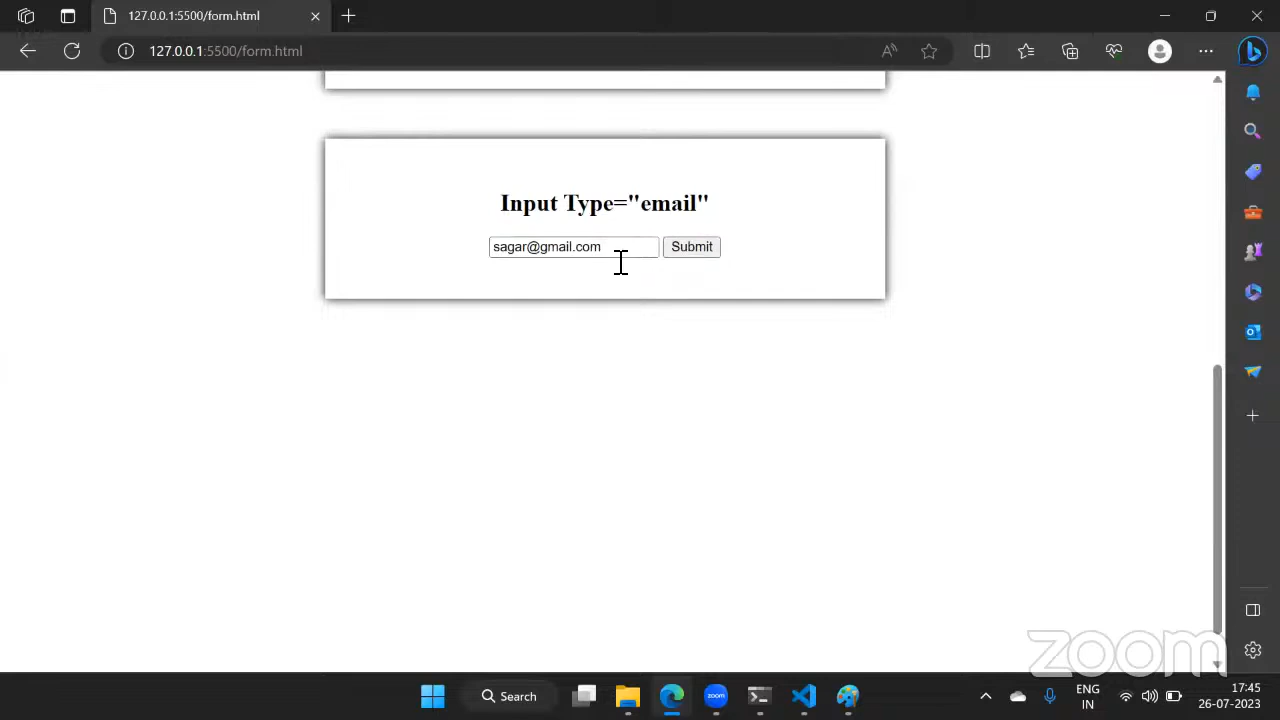 127.0.0.1:5500/form.html
127.0.0.1:5500/form.html
Input Type="email"
sagar@gmail.com Submit
zoom
Search
zoom
ENG
IN
17:45
26-07-2023